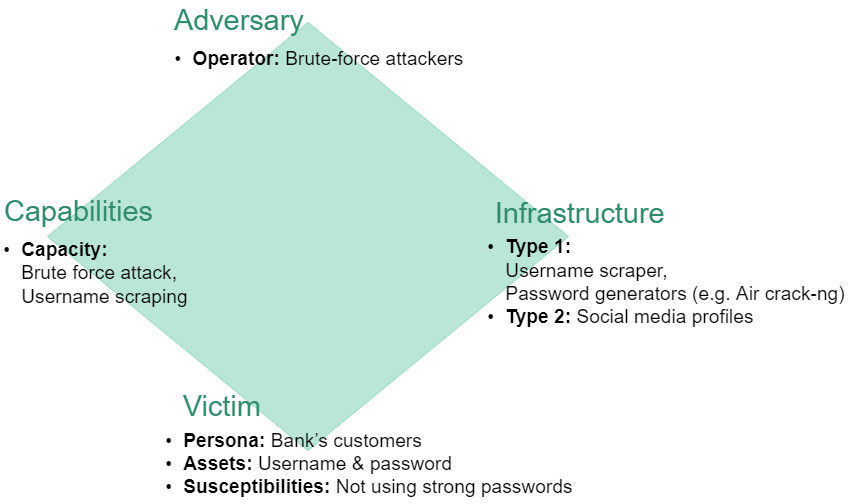 Adversary
• Operator: Brute-force attackers
Capabilities
• Capacity:
Brute force attack,
Username scraping
Infrastructure
• Type 1:
Username scraper,
Password generators (e.g. Air crack-ng)
• Type 2: Social media profiles
Victim
• Persona: Bank’s customers
• Assets: Username & password
• Susceptibilities: Not using strong passwords